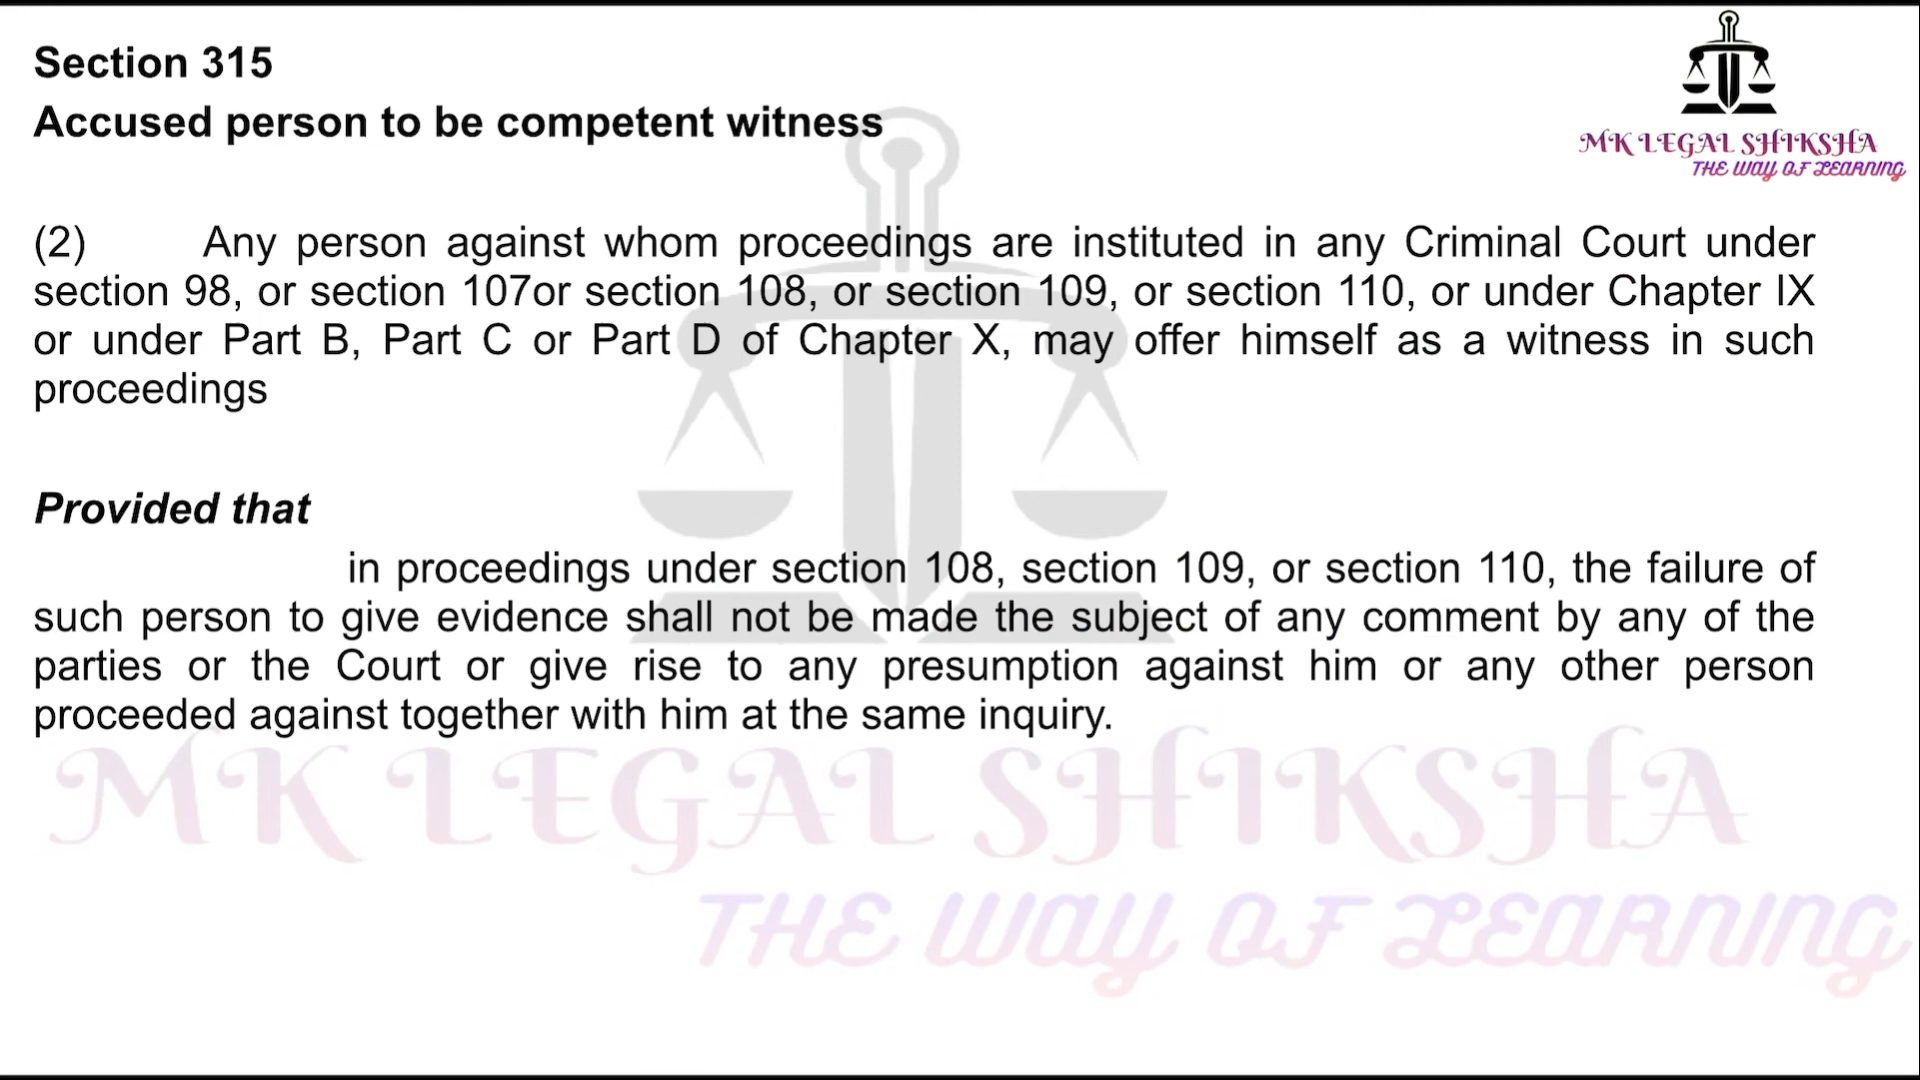 Section 315
Accused person to be competent witness
MK LEGAL SHIKSHA
THE WAY OF LEARNING
(2) Any person against whom proceedings are instituted in any Criminal Court under
section 98, or section 107or section 108, or section 109, or section 110, or under Chapter IX
or under Part B, Part C or Part D of Chapter X, may offer himself as a witness in such
proceedings
Provided that
in proceedings under section 108, section 109, or section 110, the failure of
such person to give evidence shall not be made the subject of any comment by any of the
parties or the Court or give rise to any presumption against him or any other person
proceeded against together with him at the same inquiry.
MK LEGAL SHIKSHA
THE WAY OF LEARNING